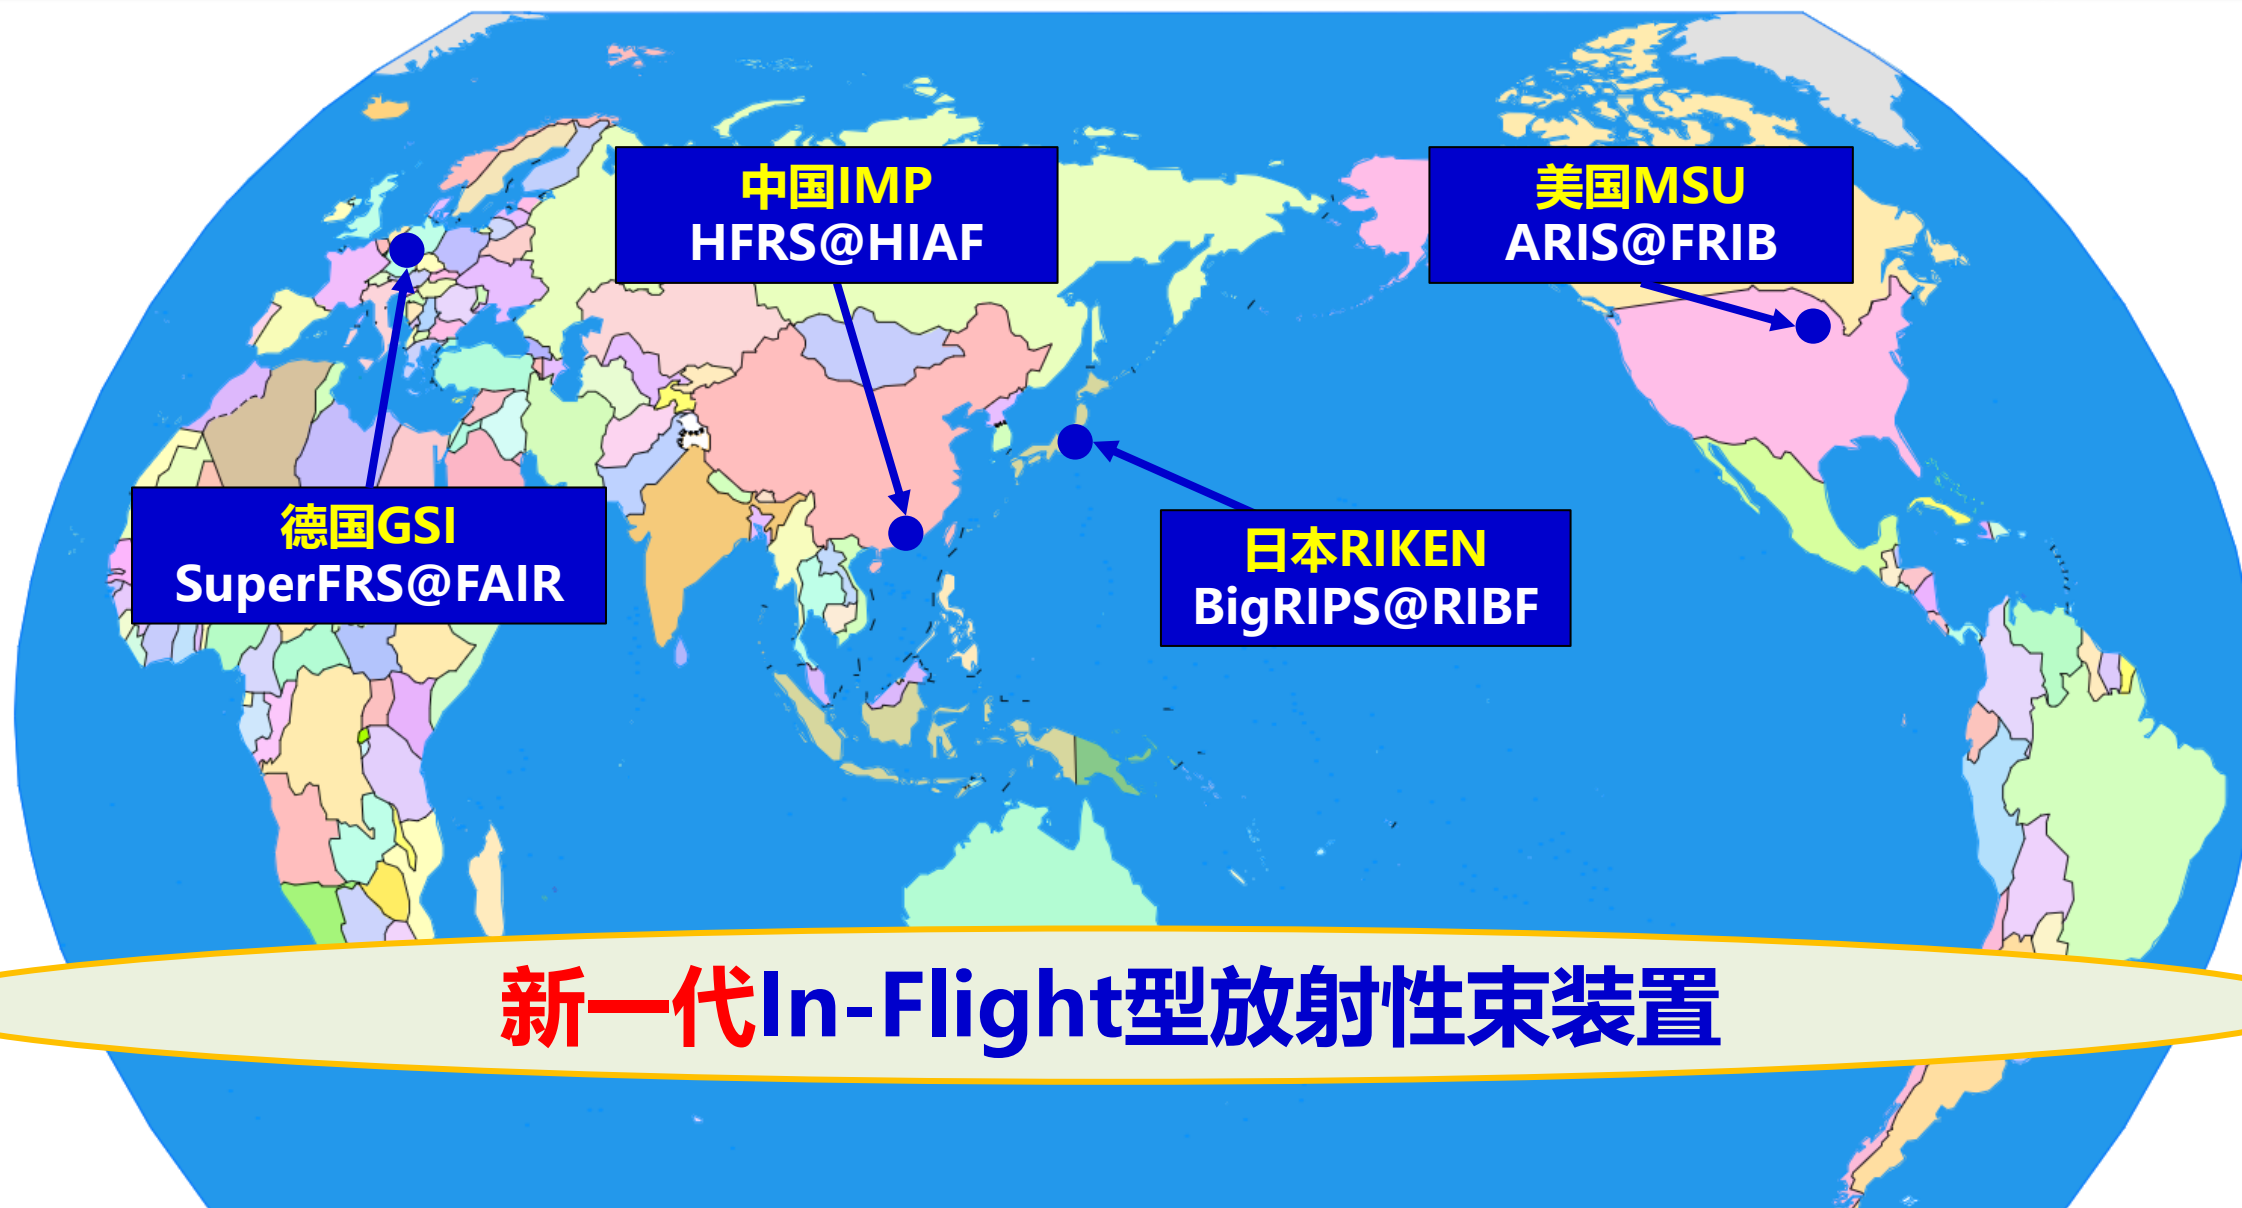 中国IMP
HFRS@HIAF
美国MSU
ARIS@FRIB
德国GSI
SuperFRS@FAIR
日本RIKEN
BigRIPS@RIBF
新一代In-Flight型放射性束装置